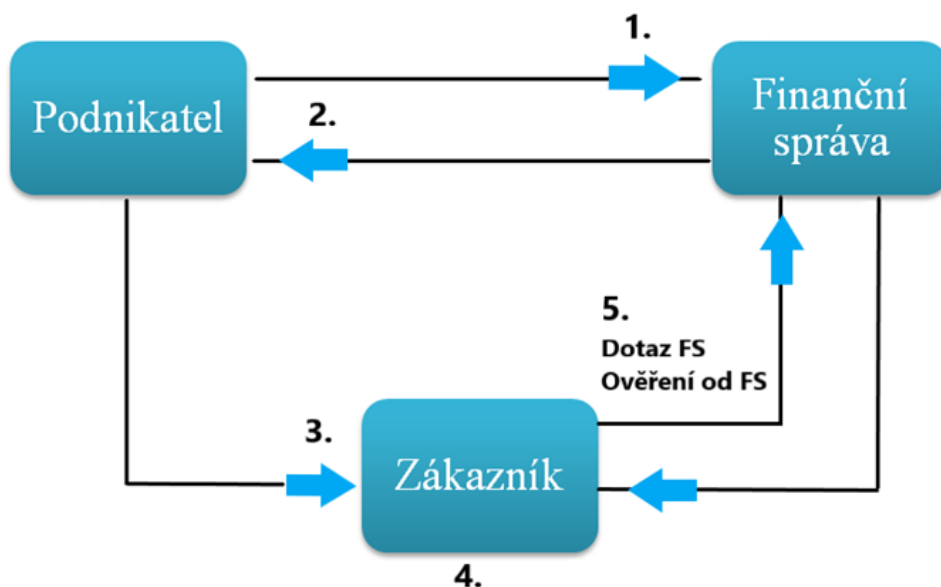 1.
Podnikatel
2.
Finanční
správa
5.
Dotaz FS
Ověření od FS
3.
Zákazník
4.